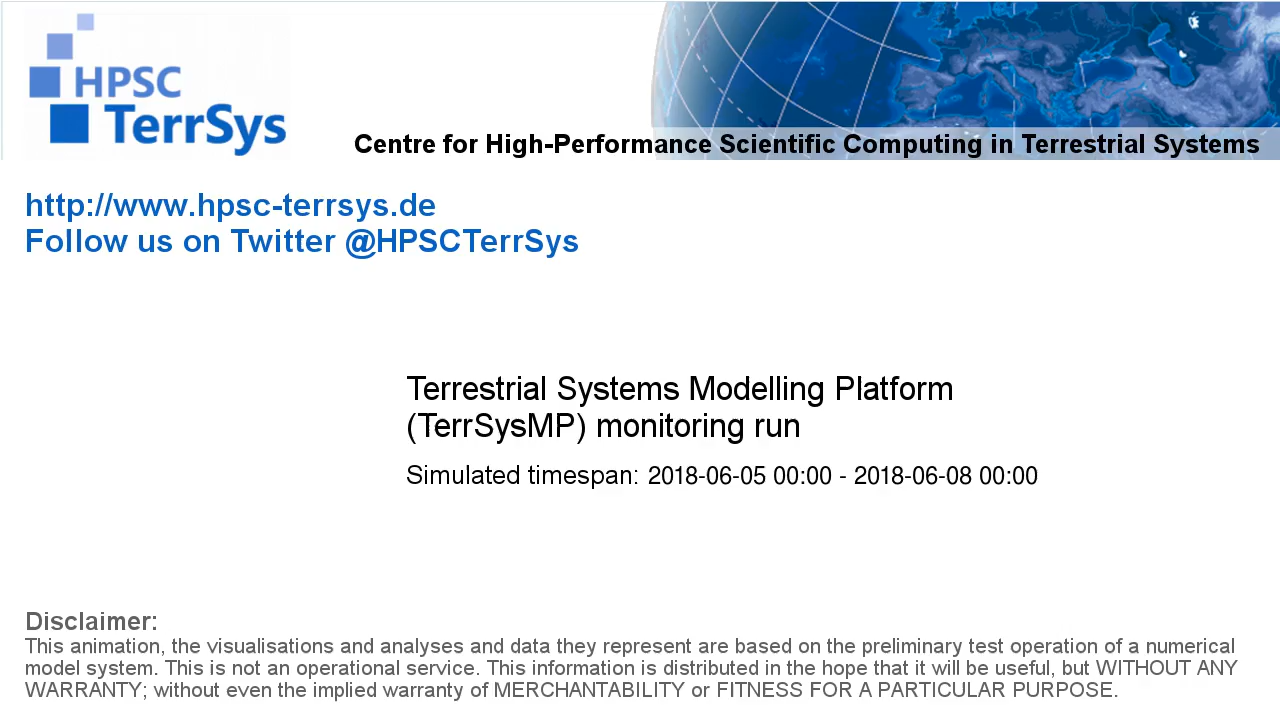 HPSC
TerrSys
Centre for High-Performance Scientific Computing in Terrestrial Systems
http://www.hpsc-terrsys.de
Follow us on Twitter @HPSCTerrSys
Terrestrial Systems Modelling Platform
(TerrSysMP) monitoring run
Simulated timespan: 2018-06-05 00:00 - 2018-06-08 00:00
Disclaimer:
This animation, the visualisations and analyses and data they represent are based on the preliminary test operation of a numerical
model system. This is not an operational service. This information is distributed in the hope that it will be useful, but WITHOUT ANY
WARRANTY; without even the implied warranty of MERCHANTABILITY or FITNESS FOR A PARTICULAR PURPOSE.